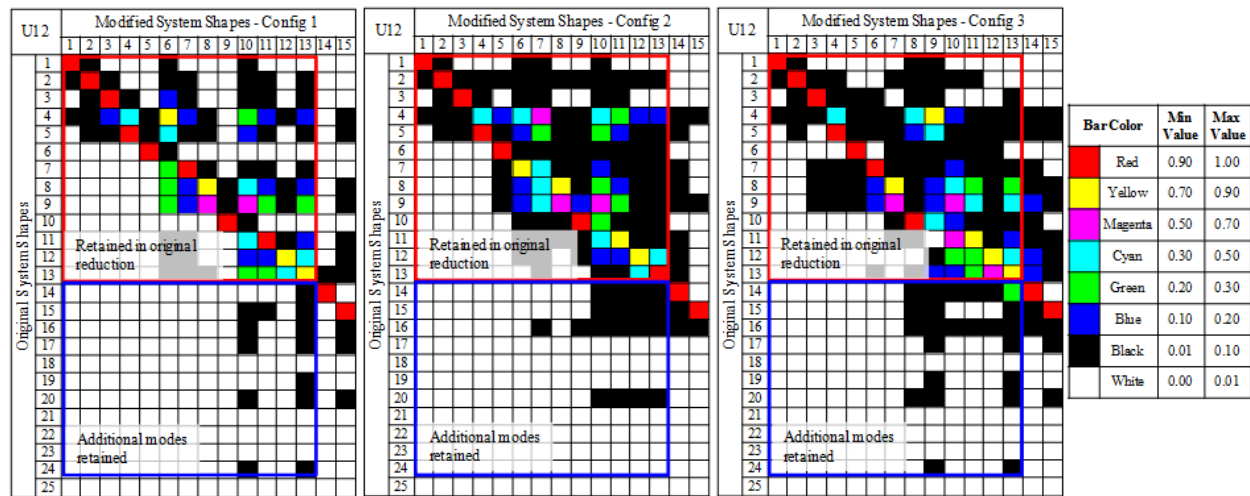 U12
Modified System Shapes - Config 1
1 2 3 4 5 6 7 8 9 10 11 12 13 14 15
Original System Shapes
1
2
3
4
5
6
7
8
9
10
11
12
13
14
15
16
17
18
19
20
21
22
23
24
25
Retained in original
reduction
Additional modes
retained
U12
Modified System Shapes - Config 2
1 2 3 4 5 6 7 8 9 10 11 12 13 14 15
Original System Shapes
1
2
3
4
5
6
7
8
9
10
11
12
13
14
15
16
17
18
19
20
21
22
23
24
25
Retained in original
reduction
Additional modes
retained
U12
Modified System Shapes - Config 3
1 2 3 4 5 6 7 8 9 10 11 12 13 14 15
Original System Shapes
1
2
3
4
5
6
7
8
9
10
11
12
13
14
15
16
17
18
19
20
21
22
23
24
25
Retained in original
reduction
Additional modes
retained
Bar Color Min Value Max Value
Red 0.90 1.00
Yellow 0.70 0.90
Magenta 0.50 0.70
Cyan 0.30 0.50
Green 0.20 0.30
Blue 0.10 0.20
Black 0.01 0.10
White 0.00 0.01